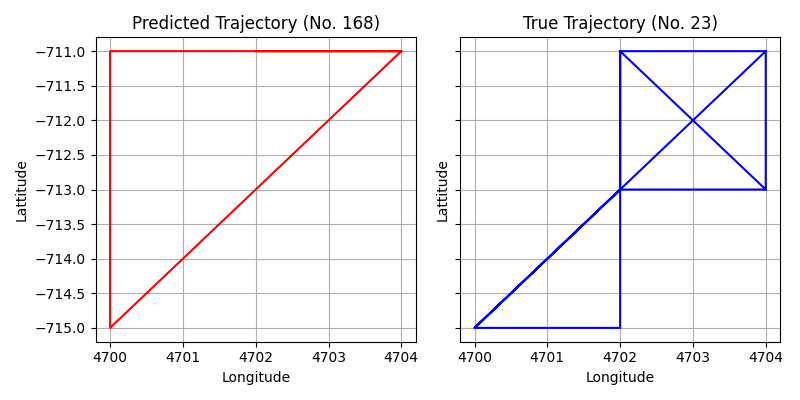 Predicted Trajectory (No. 168)
True Trajectory (No. 23)
−711.0
−711.5
−712.0
−712.5
−713.0
−713.5
−714.0
−714.5
−715.0
Lattitude
Lattitude
4700 4701 4702 4703 4704
4700 4701 4702 4703 4704
Longitude
Longitude